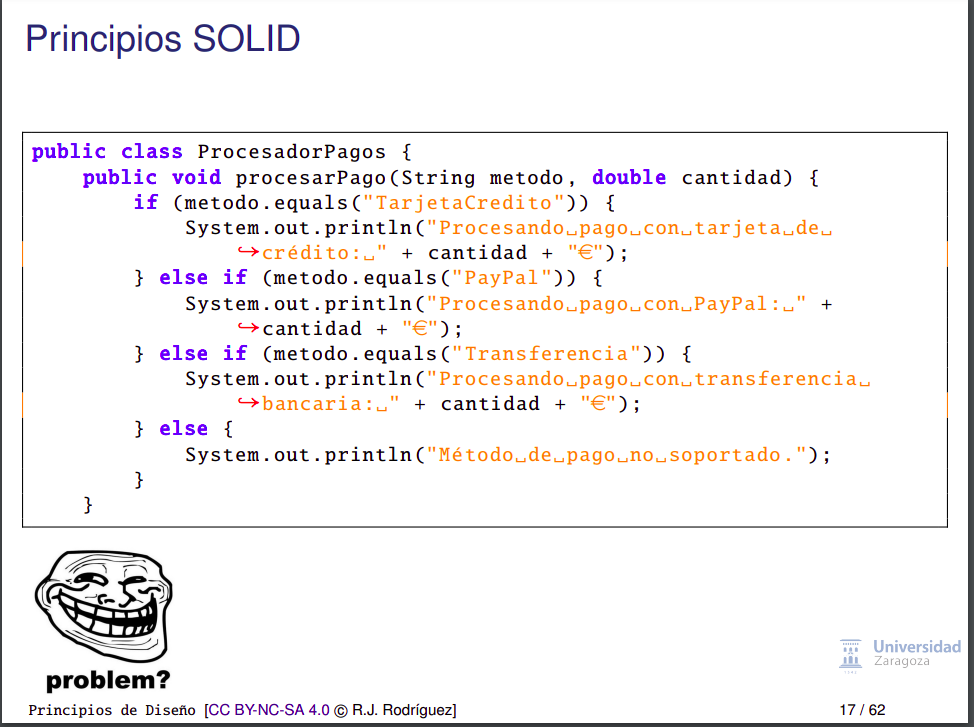 Principios SOLID
public class ProcesadorPagos {
public void procesarPago(String metodo, double cantidad) {
if (metodo.equals("TarjetaCredito")) {
System.out.println("Procesando␣pago␣con␣tarjeta␣de␣
↪crédito:␣" + cantidad + "€");
} else if (metodo.equals("PayPal")) {
System.out.println("Procesando␣pago␣con␣PayPal:␣" +
↪cantidad + "€");
} else if (metodo.equals("Transferencia")) {
System.out.println("Procesando␣pago␣con␣transferencia␣
↪bancaria:␣" + cantidad + "€");
} else {
System.out.println("Método␣de␣pago␣no␣soportado.");
}
}
problem?
Universidad
Zaragoza
1542
Principios de Diseño [CC BY-NC-SA 4.0 © R.J. Rodríguez] 17 / 62